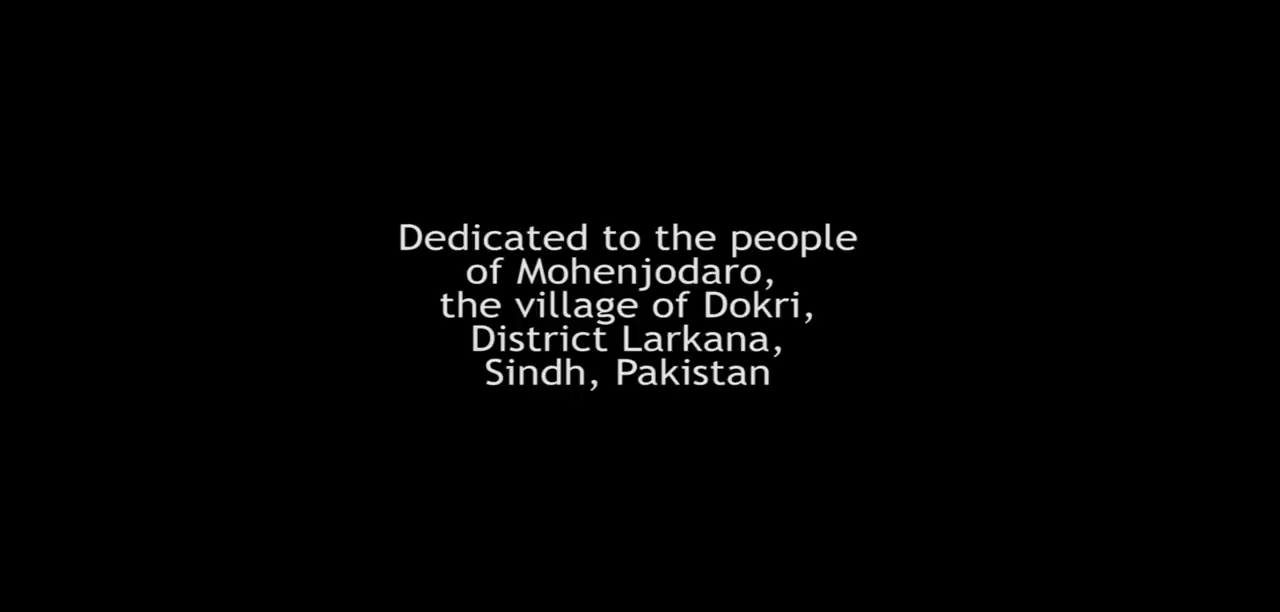 Dedicated to the people
of Mohenjodaro,
the village of Dokri,
District Larkana,
Sindh, Pakistan